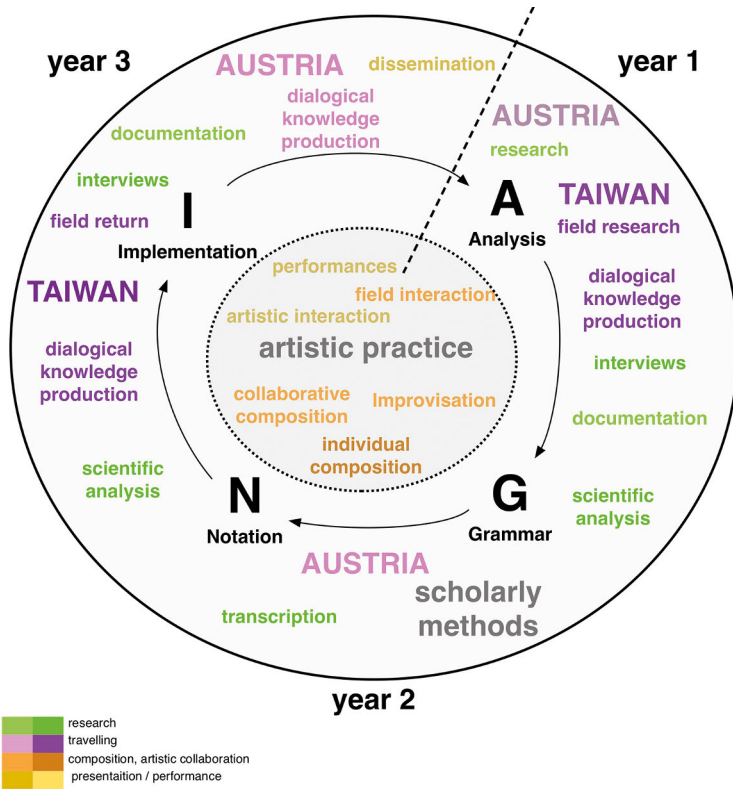 year 3
year 1
AUSTRIA
dissemination
dialogical
knowledge
production
documentation
interviews
field return
I
Implementation
AUSTRIA
research
A
Analysis
TAIWAN
field research
dialogical
knowledge
production
interviews
documentation
scientific
analysis
performances
field interaction
artistic interaction
artistic practice
collaborative
composition
Improvisation
individual
composition
TAIWAN
dialogical
knowledge
production
scientific
analysis
N
Notation
G
Grammar
AUSTRIA
scholarly
methods
transcription
year 2
research
travelling
composition, artistic collaboration
presentaition / performance